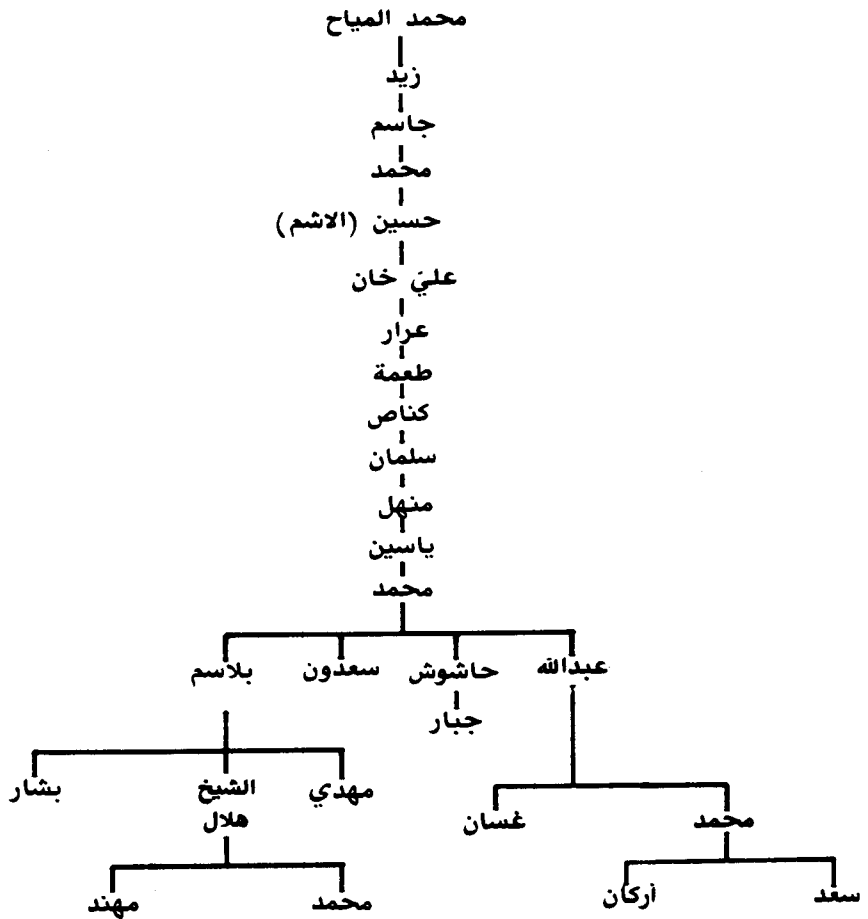 محمد المياح
زيد
جاسم
محمد
حسين (الاشم)
عليّ خان
عرار
طعمة
كناص
سلمان
منهل
ياسين
محمد
عبدالله حاشوش سعدون بلاسم
جبار
مهدي الشيخ بشار
هلال
محمد غسان
سعد أركان محمد مهند